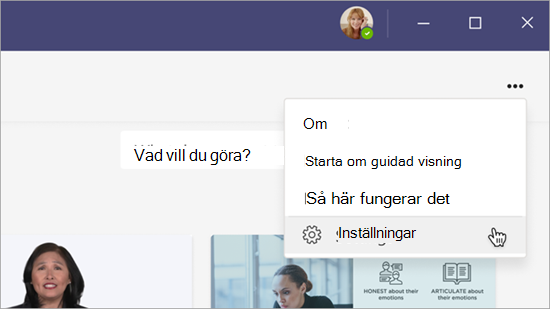 Om
Vad vill du göra?
Starta om guidad visning
Så här fungerar det
Inställningar
HONEST about their
emotions
ARTICULATE about their
emotions